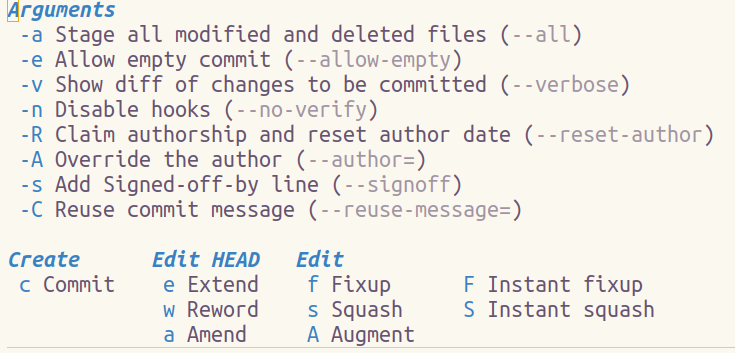 Arguments
-a Stage all modified and deleted files (--all)
-e Allow empty commit (--allow-empty)
-v Show diff of changes to be committed (--verbose)
-n Disable hooks (--no-verify)
-R Claim authorship and reset author date (--reset-author)
-A Override the author (--author=)
-s Add Signed-off-by line (--signoff)
-C Reuse commit message (--reuse-message=)
Create Edit HEAD Edit
c Commit e Extend f Fixup F Instant fixup
w Reword s Squash S Instant squash
a Amend A Augment